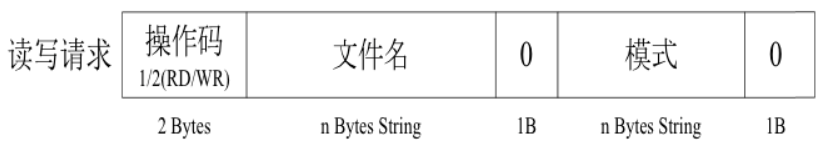 读写请求 操作码 文件名 0 模式 0
1/2(RD/WR)
2 Bytes n Bytes String 1B n Bytes String 1B